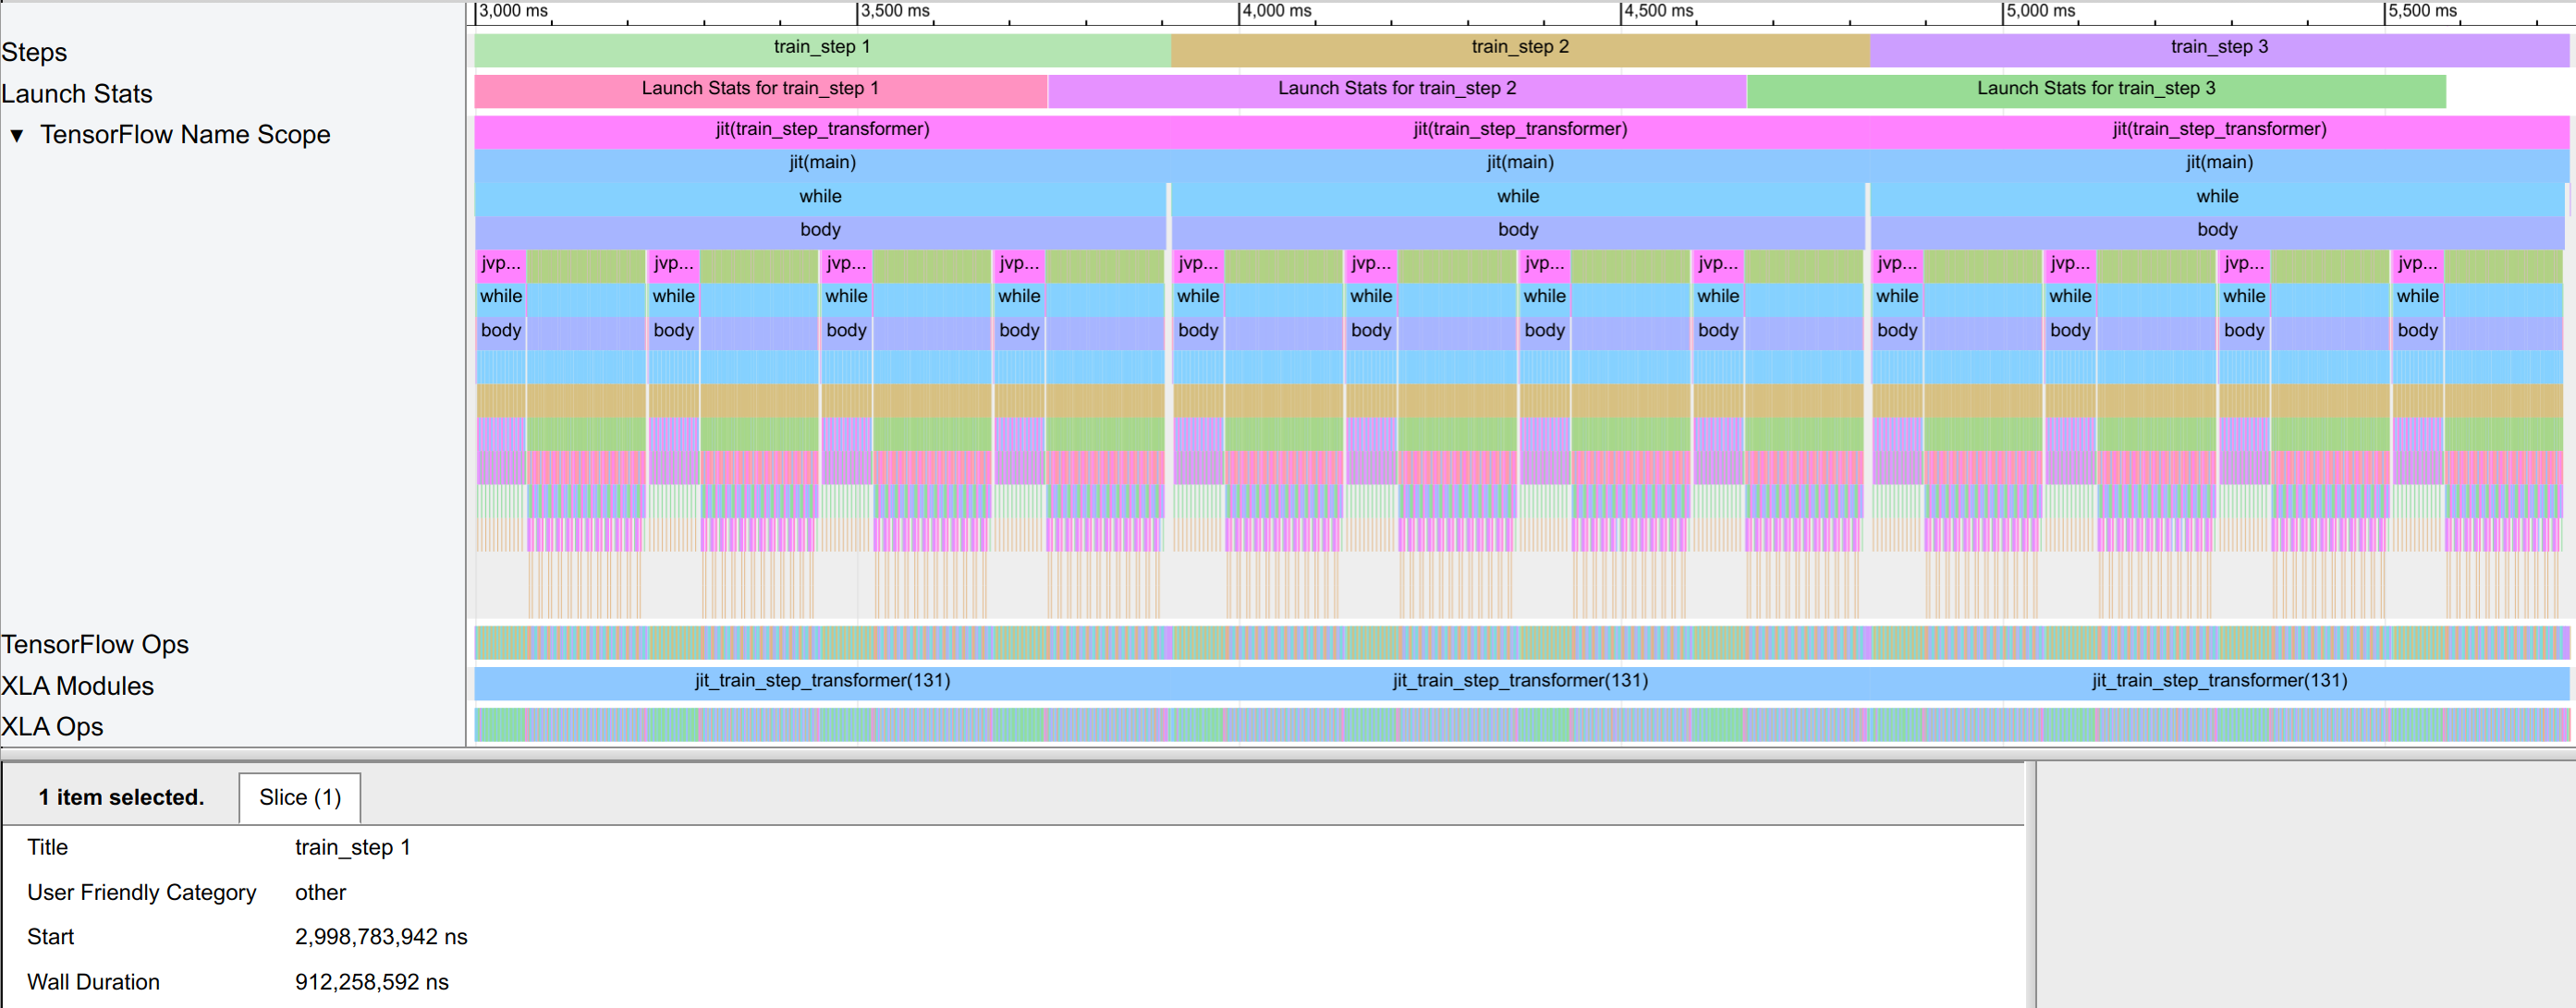 3,000 ms 3,500 ms 4,000 ms 4,500 ms 5,000 ms 5,500 ms
Steps train_step 1 train_step 2 train_step 3
Launch Stats Launch Stats for train_step 1 Launch Stats for train_step 2 Launch Stats for train_step 3
▼ TensorFlow Name Scope jit(train_step_transformer) jit(train_step_transformer) jit(train_step_transformer)
jit(main) jit(main) jit(main)
while while while
body body body
jvp... jvp... jvp... jvp... jvp... jvp... jvp... jvp... jvp... jvp... jvp... jvp...
while while while while while while while while while while while while
body body body body body body body body body body body body
TensorFlow Ops
XLA Modules jit_train_step_transformer(131) jit_train_step_transformer(131) jit_train_step_transformer(131)
XLA Ops
1 item selected. Slice (1)
Title train_step 1
User Friendly Category other
Start 2,998,783,942 ns
Wall Duration 912,258,592 ns